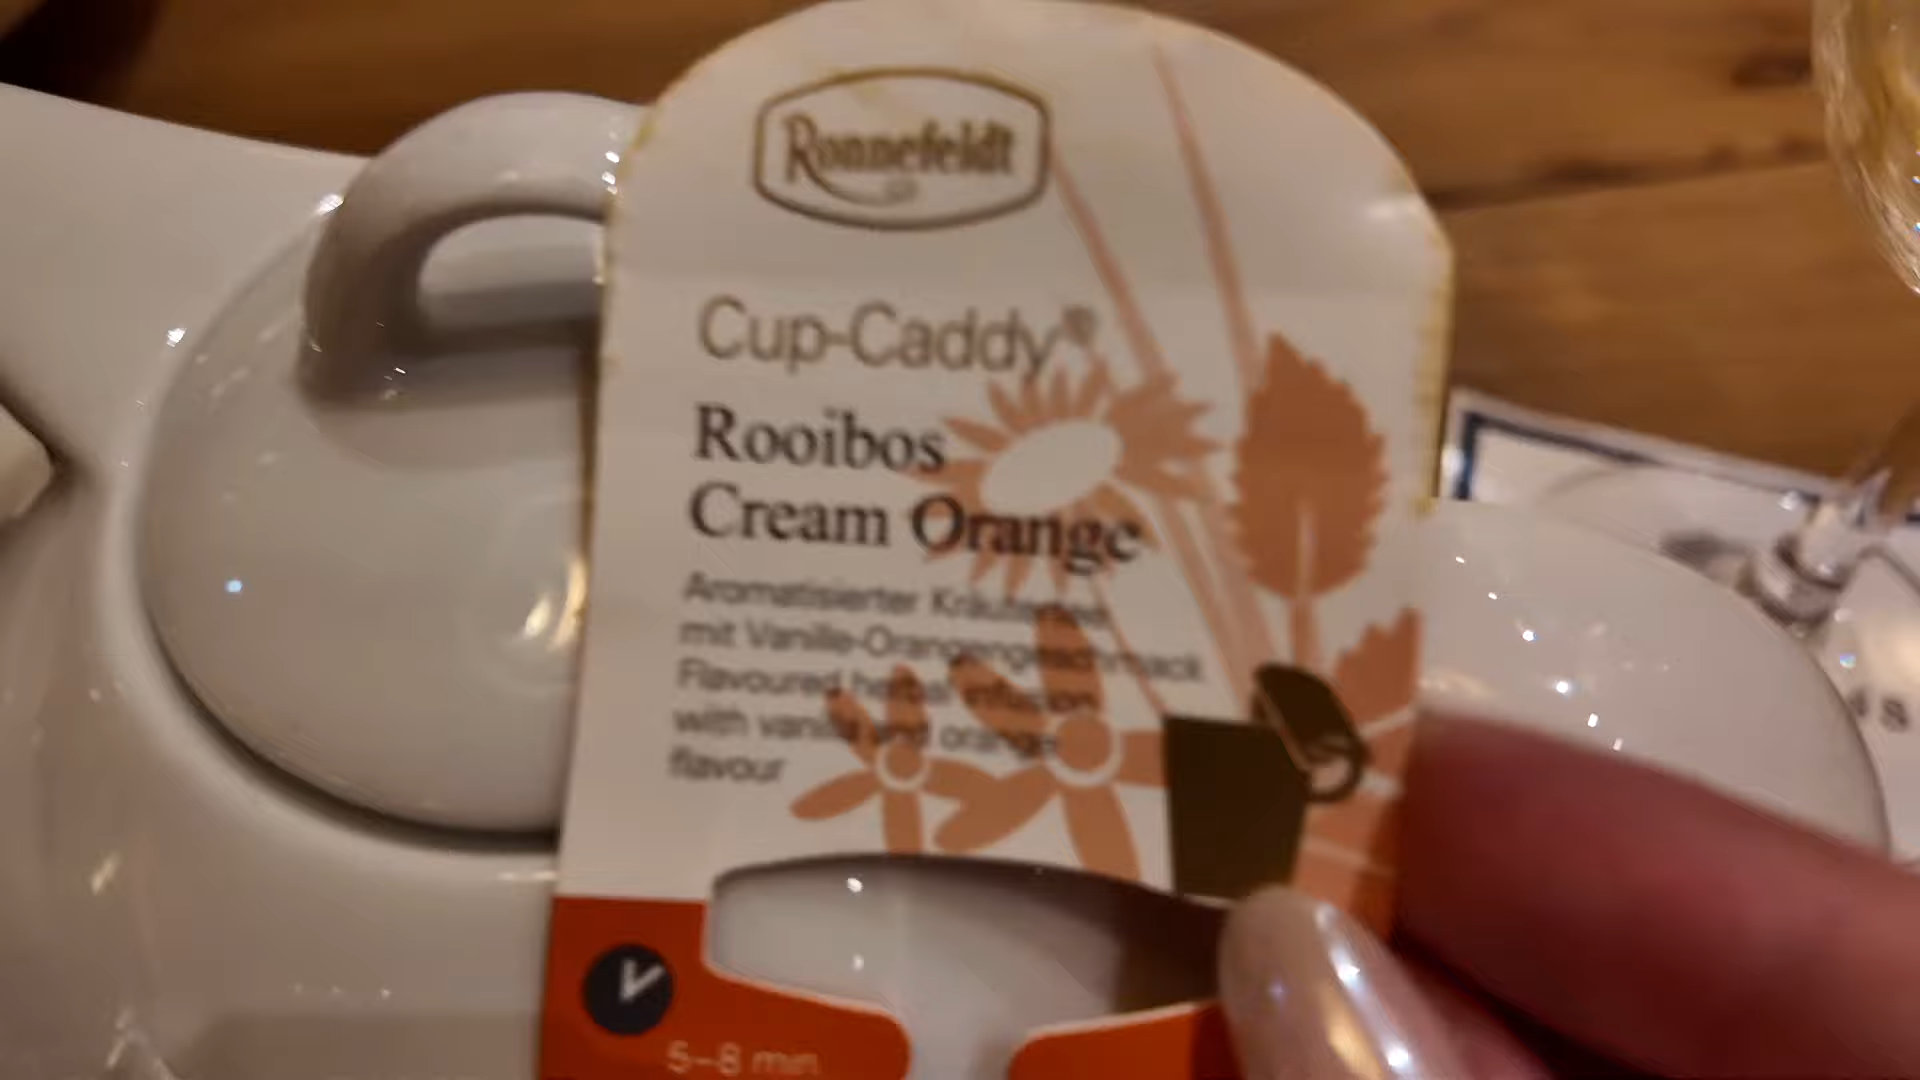 Ronnefeldt
Cup-Caddy®
Rooibos
Cream Orange
Aromatisierter Kräutertee
mit Vanille-Orangengeschmack
Flavoured herbal infusion
with vanilla and orange
flavour
5–8 min